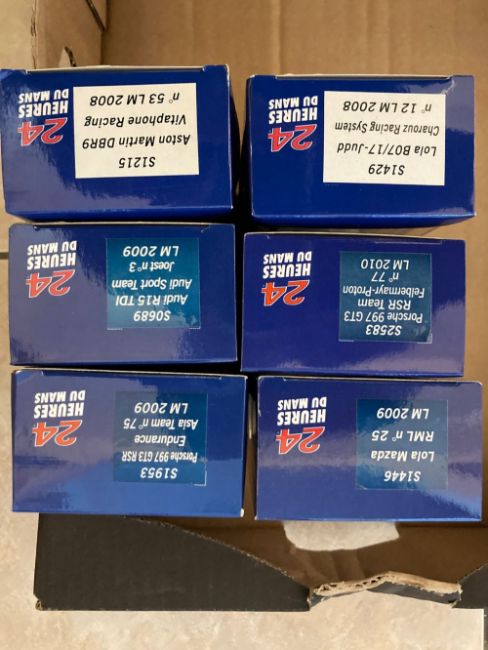 24
HEURES
DU MANS
S1215
Aston Martin DBR9
Vitaphone Racing
n° 53 LM 2008
24
HEURES
DU MANS
S1429
Lola B07/17-Judd
Charouz Racing System
n° 12 LM 2008
24
HEURES
DU MANS
S0689
Audi R15 TDI
Audi Sport Team
Joest n°3
LM 2009
24
HEURES
DU MANS
S2583
Porsche 997 GT3
RSR Team
Felbermayr-Proton
n° 77
LM 2010
24
HEURES
DU MANS
S1953
Porsche 997 GT3 RSR
Endurance
Asia Team n° 75
LM 2009
24
HEURES
DU MANS
S1446
Lola Mazda
RML n° 25
LM 2009